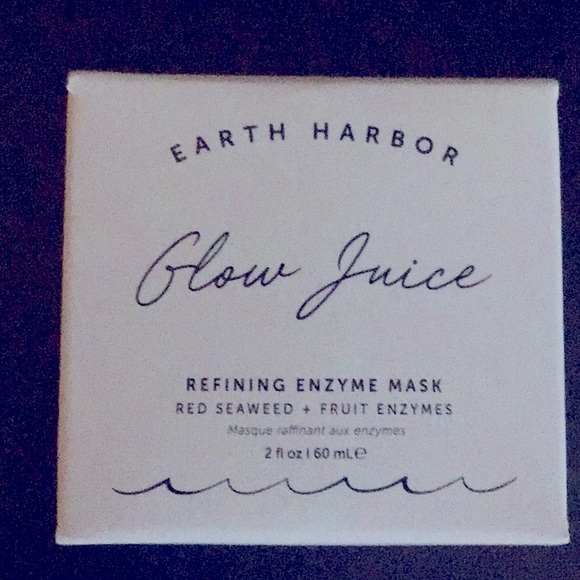 EARTH HARBOR
Glow Juice
REFINING ENZYME MASK
RED SEAWEED + FRUIT ENZYMES
Masque raffinant aux enzymes
2 fl oz | 60 mL℮